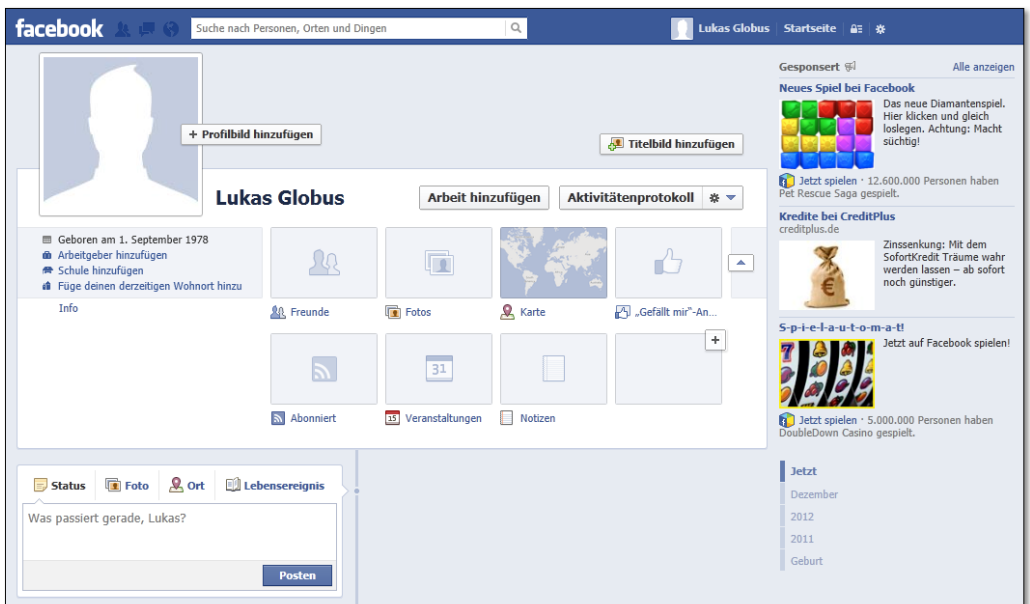 facebook
Suche nach Personen, Orten und Dingen
Lukas Globus
Startseite
+ Profilbild hinzufügen
Titelbild hinzufügen
Lukas Globus
Arbeit hinzufügen
Aktivitätenprotokoll
Geboren am 1. September 1978
Arbeitgeber hinzufügen
Schule hinzufügen
Füge deinen derzeitigen Wohnort hinzu
Info
Freunde
Fotos
Karte
„Gefällt mir"-An...
31
Abonniert
15 Veranstaltungen
Notizen
+
Status
Foto
Ort
Lebensereignis
Was passiert gerade, Lukas?
Posten
Gesponsert
Alle anzeigen
Neues Spiel bei Facebook
Das neue Diamantenspiel.
Hier klicken und gleich
loslegen. Achtung: Macht
süchtig!
Jetzt spielen · 12.600.000 Personen haben
Pet Rescue Saga gespielt.
Kredite bei CreditPlus
creditplus.de
Zinssenkung: Mit dem
SofortKredit Träume wahr
werden lassen – ab sofort
noch günstiger.
€
S-p-i-e-l-a-u-t-o-m-a-t!
7
Jetzt auf Facebook spielen!
Jetzt spielen · 5.000.000 Personen haben
DoubleDown Casino gespielt.
Jetzt
Dezember
2012
2011
Geburt